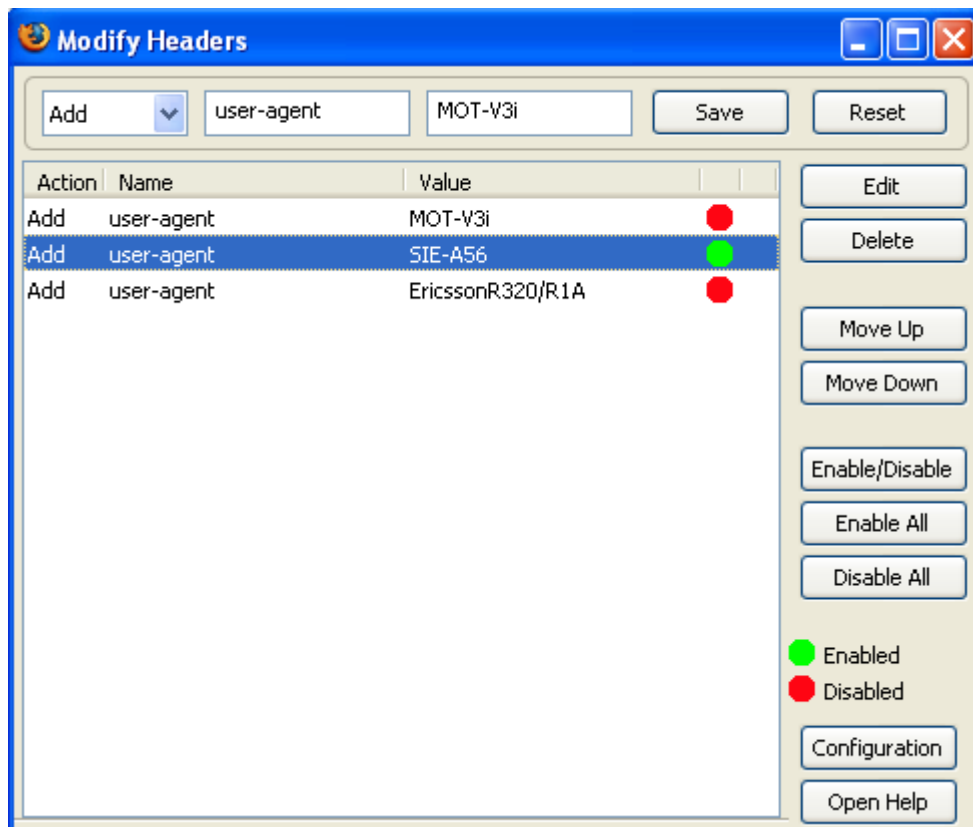 Modify Headers
Add user-agent MOT-V3i Save Reset
Action Name Value
Add user-agent MOT-V3i
Add user-agent SIE-A56
Add user-agent EricssonR320/R1A
Edit
Delete
Move Up
Move Down
Enable/Disable
Enable All
Disable All
Enabled
Disabled
Configuration
Open Help